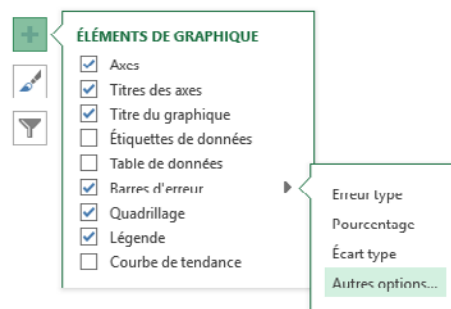 ÉLÉMENTS DE GRAPHIQUE
Axes
Titres des axes
Titre du graphique
Étiquettes de données
Table de données
Barres d'erreur
Quadrillage
Légende
Courbe de tendance
Erreur type
Pourcentage
Écart type
Autres options...